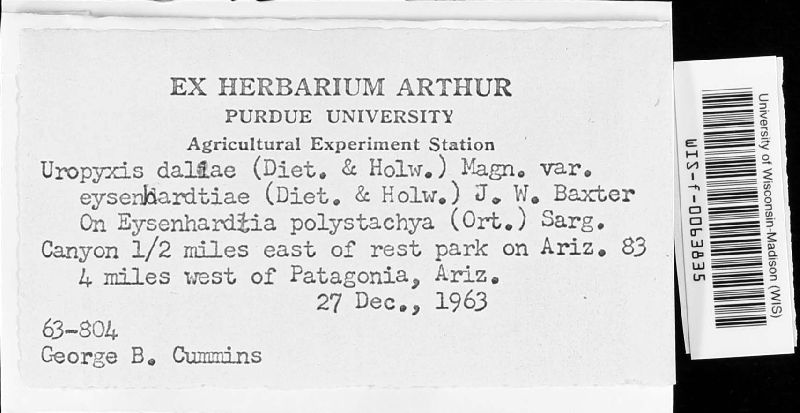 EX HERBARIUM ARTHUR
PURDUE UNIVERSITY
Agricultural Experiment Station
Uropyxis daleae (Diet. & Holw.) Magn. var.
eysenhardtiae (Diet. & Holw.) J. W. Baxter
On Eysenhardtia polystachya (Ort.) Sarg.
Canyon 1/2 miles east of rest park on Ariz. 83
4 miles west of Patagonia, Ariz.
27 Dec., 1963
63-804
George B. Cummins
University of Wisconsin-Madison (WIS)
WIS-f-0063835